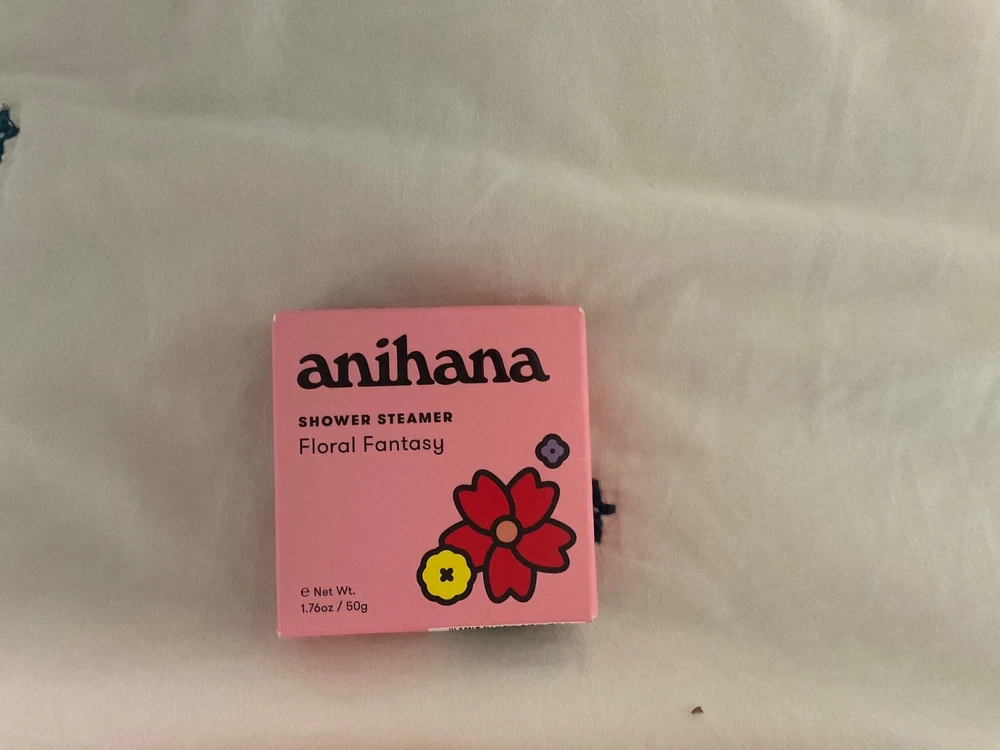 anihana
SHOWER STEAMER
Floral Fantasy
℮ Net Wt.
1.76oz / 50g